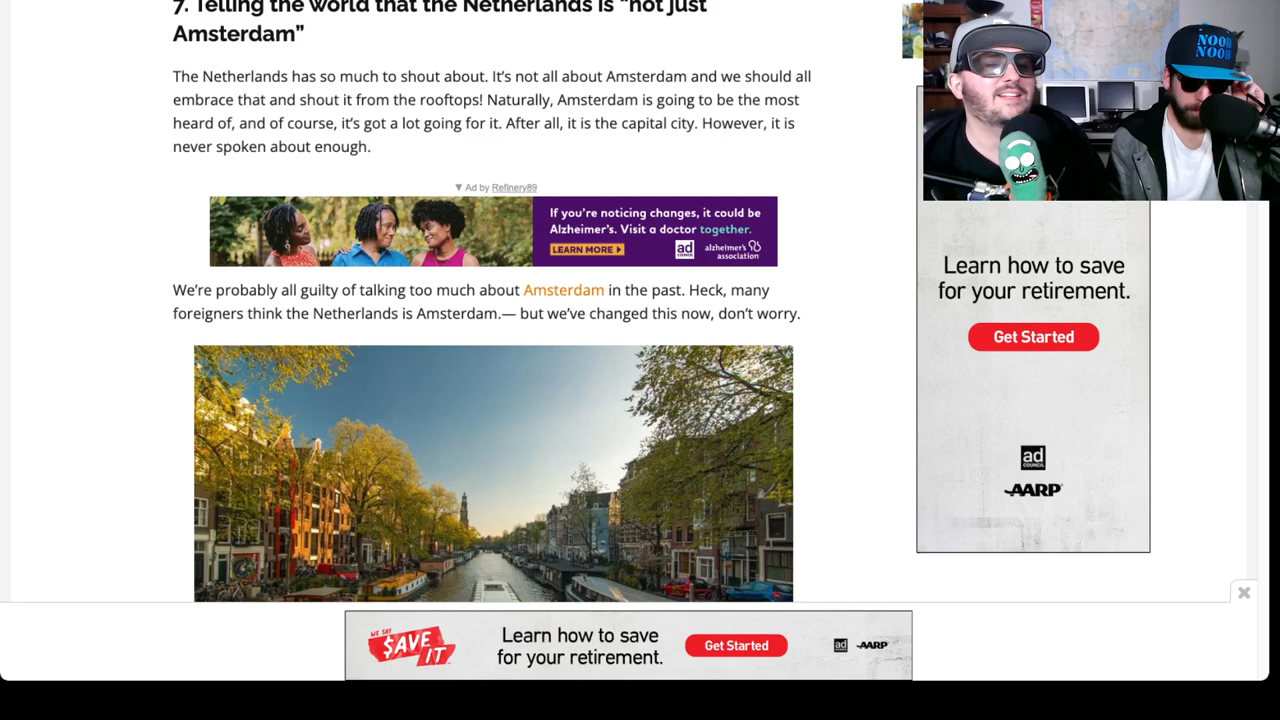 7. Telling the world that the Netherlands is “not just
Amsterdam”
The Netherlands has so much to shout about. It’s not all about Amsterdam and we should all
embrace that and shout it from the rooftops! Naturally, Amsterdam is going to be the most
heard of, and of course, it’s got a lot going for it. After all, it is the capital city. However, it is
never spoken about enough.
▼ Ad by Refinery89
If you’re noticing changes, it could be
Alzheimer’s. Visit a doctor together.
LEARN MORE
ad
COUNCIL
alzheimer’s
association
We’re probably all guilty of talking too much about Amsterdam in the past. Heck, many
foreigners think the Netherlands is Amsterdam.— but we’ve changed this now, don’t worry.
NOOB
NOOB
Learn how to save
for your retirement.
Get Started
ad
COUNCIL
AARP
WE SAY
$AVE
IT
Learn how to save
for your retirement.
Get Started
ad
AARP